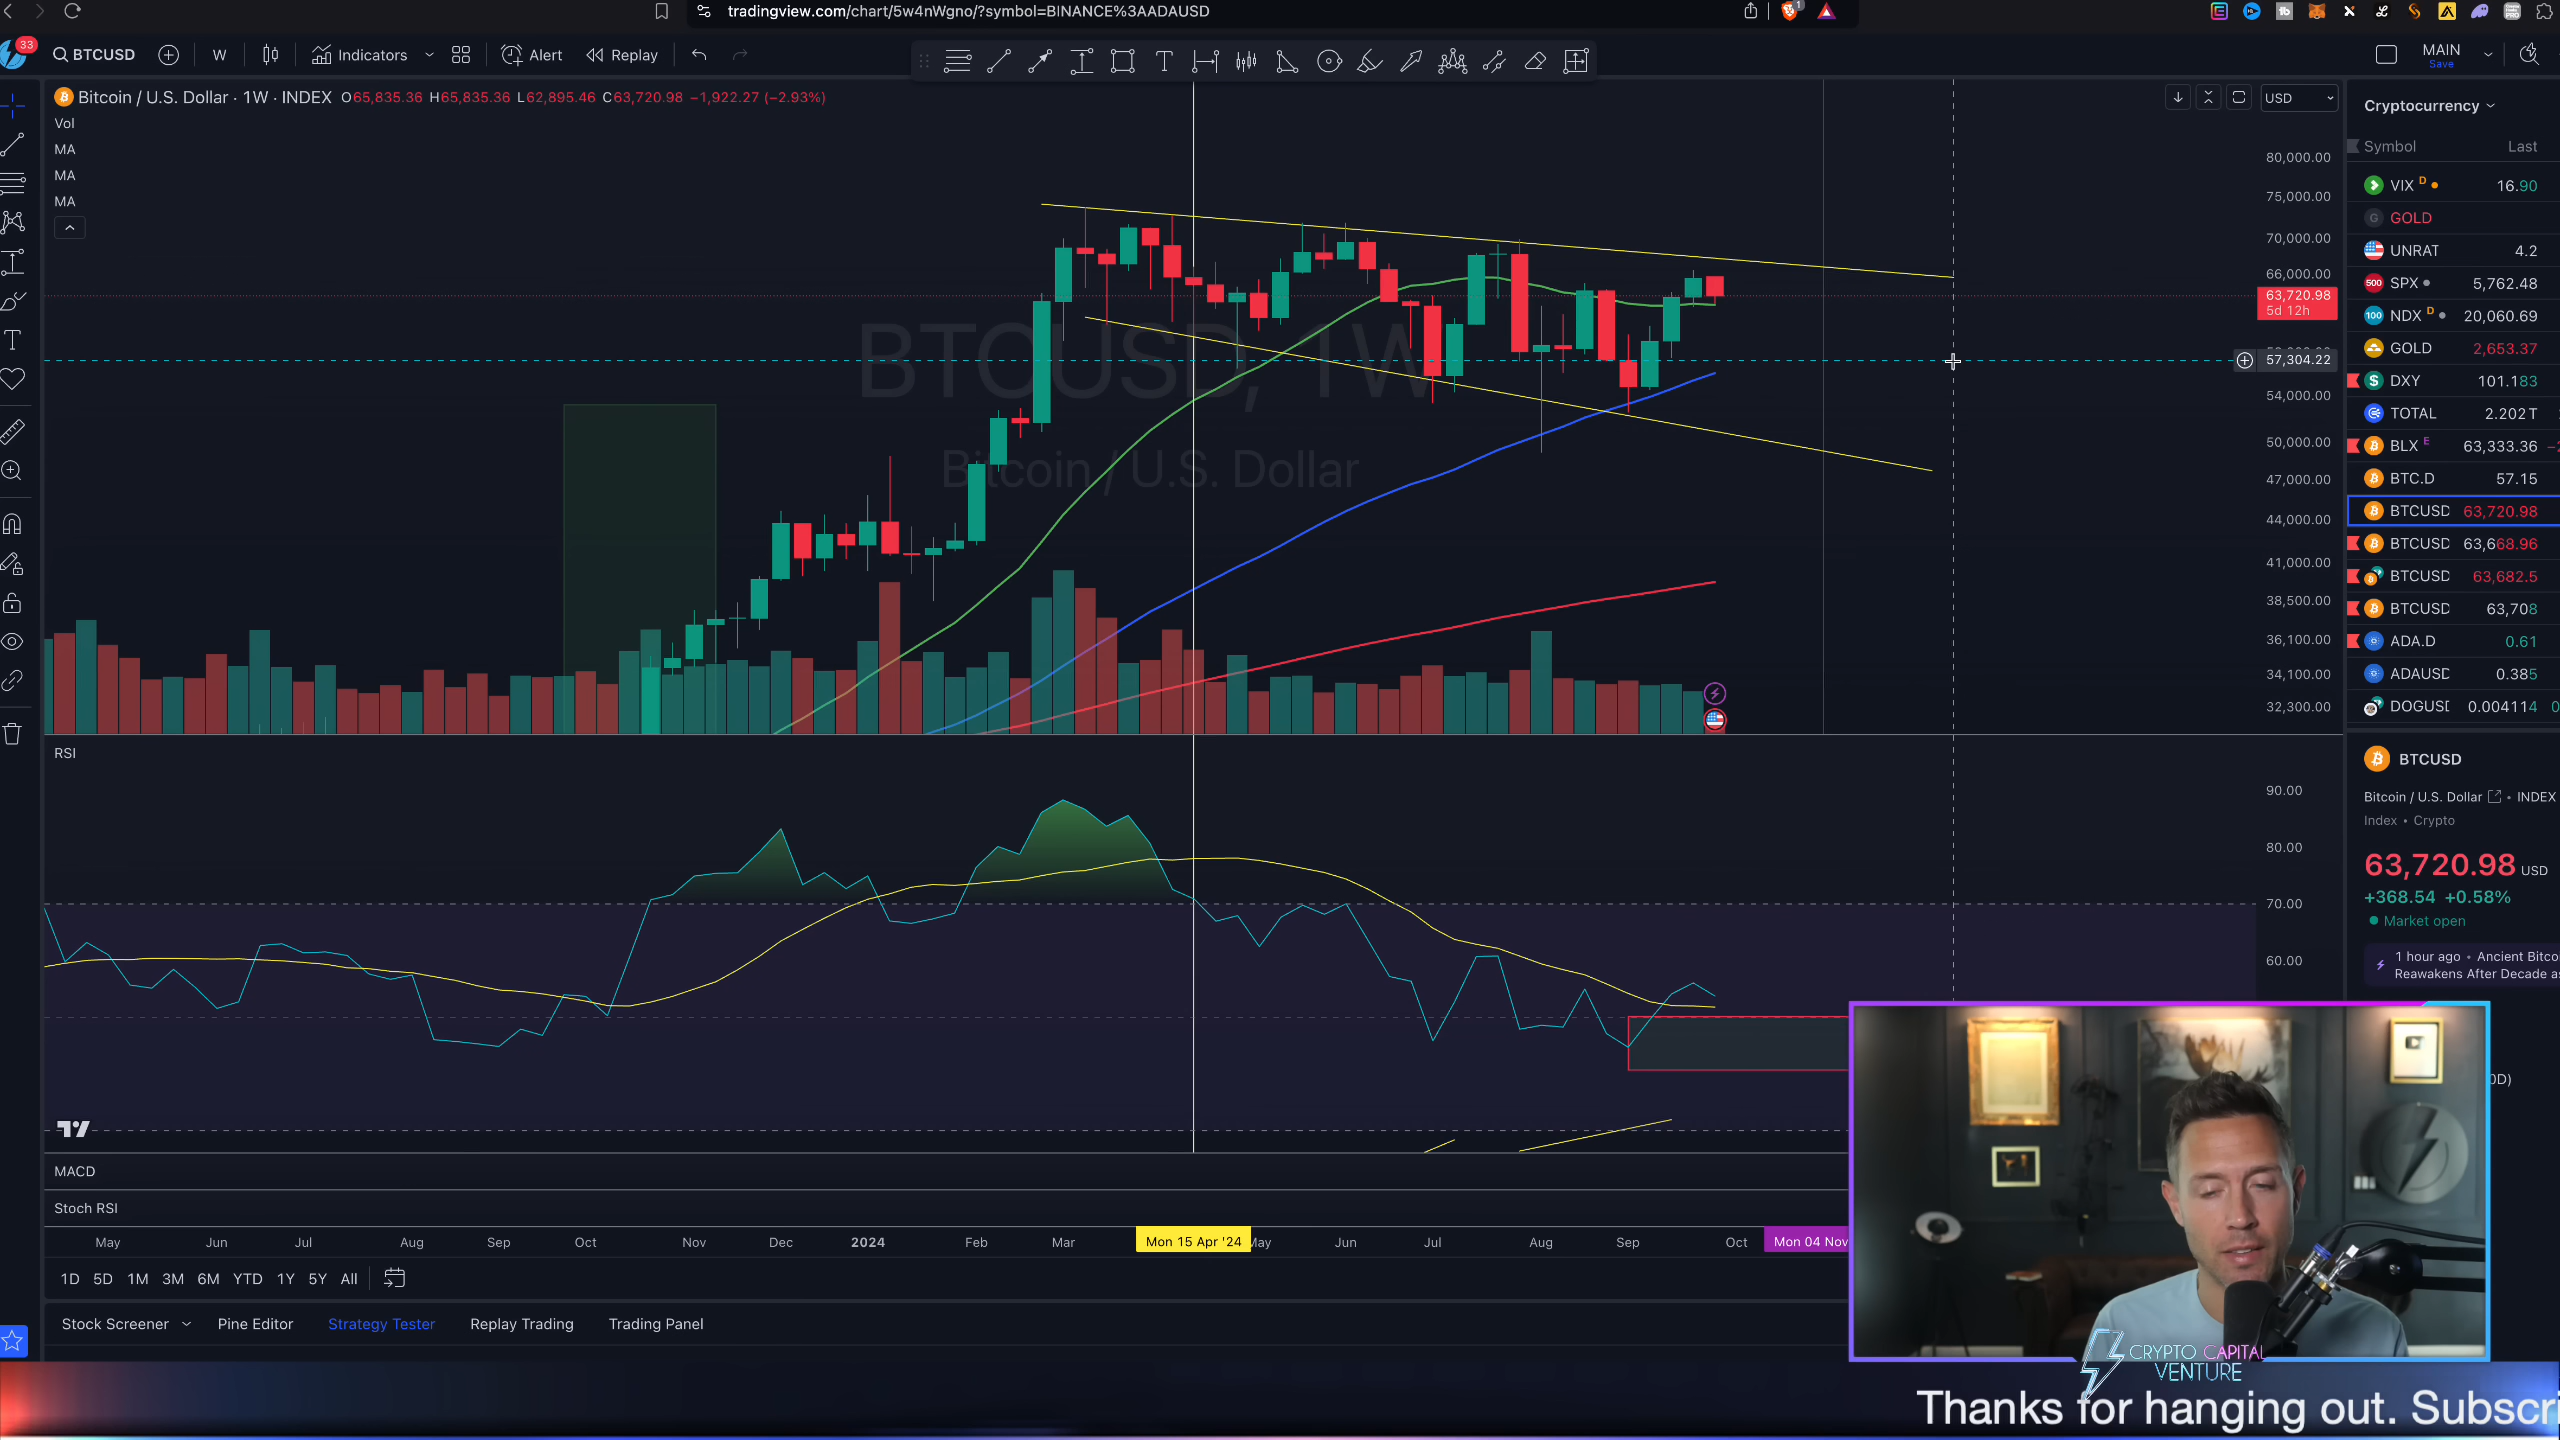 tradingview.com/chart/5w4nWgno/?symbol=BINANCE%3AADAUSD
33
BTCUSD
W
Indicators
Alert
Replay
MAIN
Save
Bitcoin / U.S. Dollar · 1W · INDEX O65,835.36 H65,835.36 L62,895.46 C63,720.98 −1,922.27 (−2.93%)
Vol
MA
MA
MA
USD
BTCUSD, 1W
Bitcoin / U.S. Dollar
80,000.00
75,000.00
70,000.00
66,000.00
63,720.98
5d 12h
57,304.22
54,000.00
50,000.00
47,000.00
44,000.00
41,000.00
38,500.00
36,100.00
34,100.00
32,300.00
Cryptocurrency
Symbol Last
VIX D 16.90
GOLD
UNRAT 4.2
SPX 5,762.48
NDX D 20,060.69
GOLD 2,653.37
DXY 101.183
TOTAL 2.202T
BLX E 63,333.36
BTC.D 57.15
BTCUSD 63,720.98
BTCUSD 63,668.96
BTCUSD 63,682.5
BTCUSD 63,708
ADA.D 0.61
ADAUSD 0.385
DOGUSD 0.004114
BTCUSD
Bitcoin / U.S. Dollar • INDEX
Index • Crypto
63,720.98 USD
+368.54 +0.58%
Market open
1 hour ago • Ancient Bitco
Reawakens After Decade as
RSI
90.00
80.00
70.00
60.00
MACD
Stoch RSI
May Jun Jul Aug Sep Oct Nov Dec 2024 Feb Mar Mon 15 Apr '24 May Jun Jul Aug Sep Oct Mon 04 Nov
1D 5D 1M 3M 6M YTD 1Y 5Y All
Stock Screener
Pine Editor
Strategy Tester
Replay Trading
Trading Panel
CRYPTO CAPITAL
VENTURE
Thanks for hanging out. Subscri